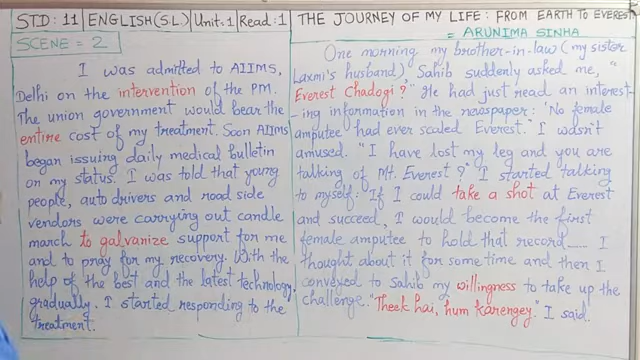 STD: 11 | ENGLISH (S.L.) | Unit: 1 | Read: 1
THE JOURNEY OF MY LIFE: FROM EARTH TO EVEREST
= ARUNIMA SINHA
SCENE = 2
I was admitted to AIIMS,
Delhi on the intervention of the PM.
The union government would bear the
entire cost of my treatment. Soon AIIMS
began issuing daily medical bulletin
on my status. I was told that young
people, auto drivers and road side
vendors were carrying out candle
march to galvanize support for me
and to pray for my recovery. With the
help of the best and the latest technology,
gradually. I started responding to the
treatment.
One morning, my brother-in-law (my sister
Laxmi's husband), Sahib suddenly asked me,
"Everest Chadogi?" He had just read an interest-
-ing information in the newspaper: 'No female
amputee had ever scaled Everest.' I wasn't
amused. "I have lost my leg and you are
talking of Mt. Everest?" I started talking
to myself: 'If I could take a shot at Everest
and succeed, I would become the first
female amputee to hold that record..... I
thought about it for some time and then I
conveyed to Sahib my willingness to take up the
challenge. "Theek hai, hum karengey." I said.